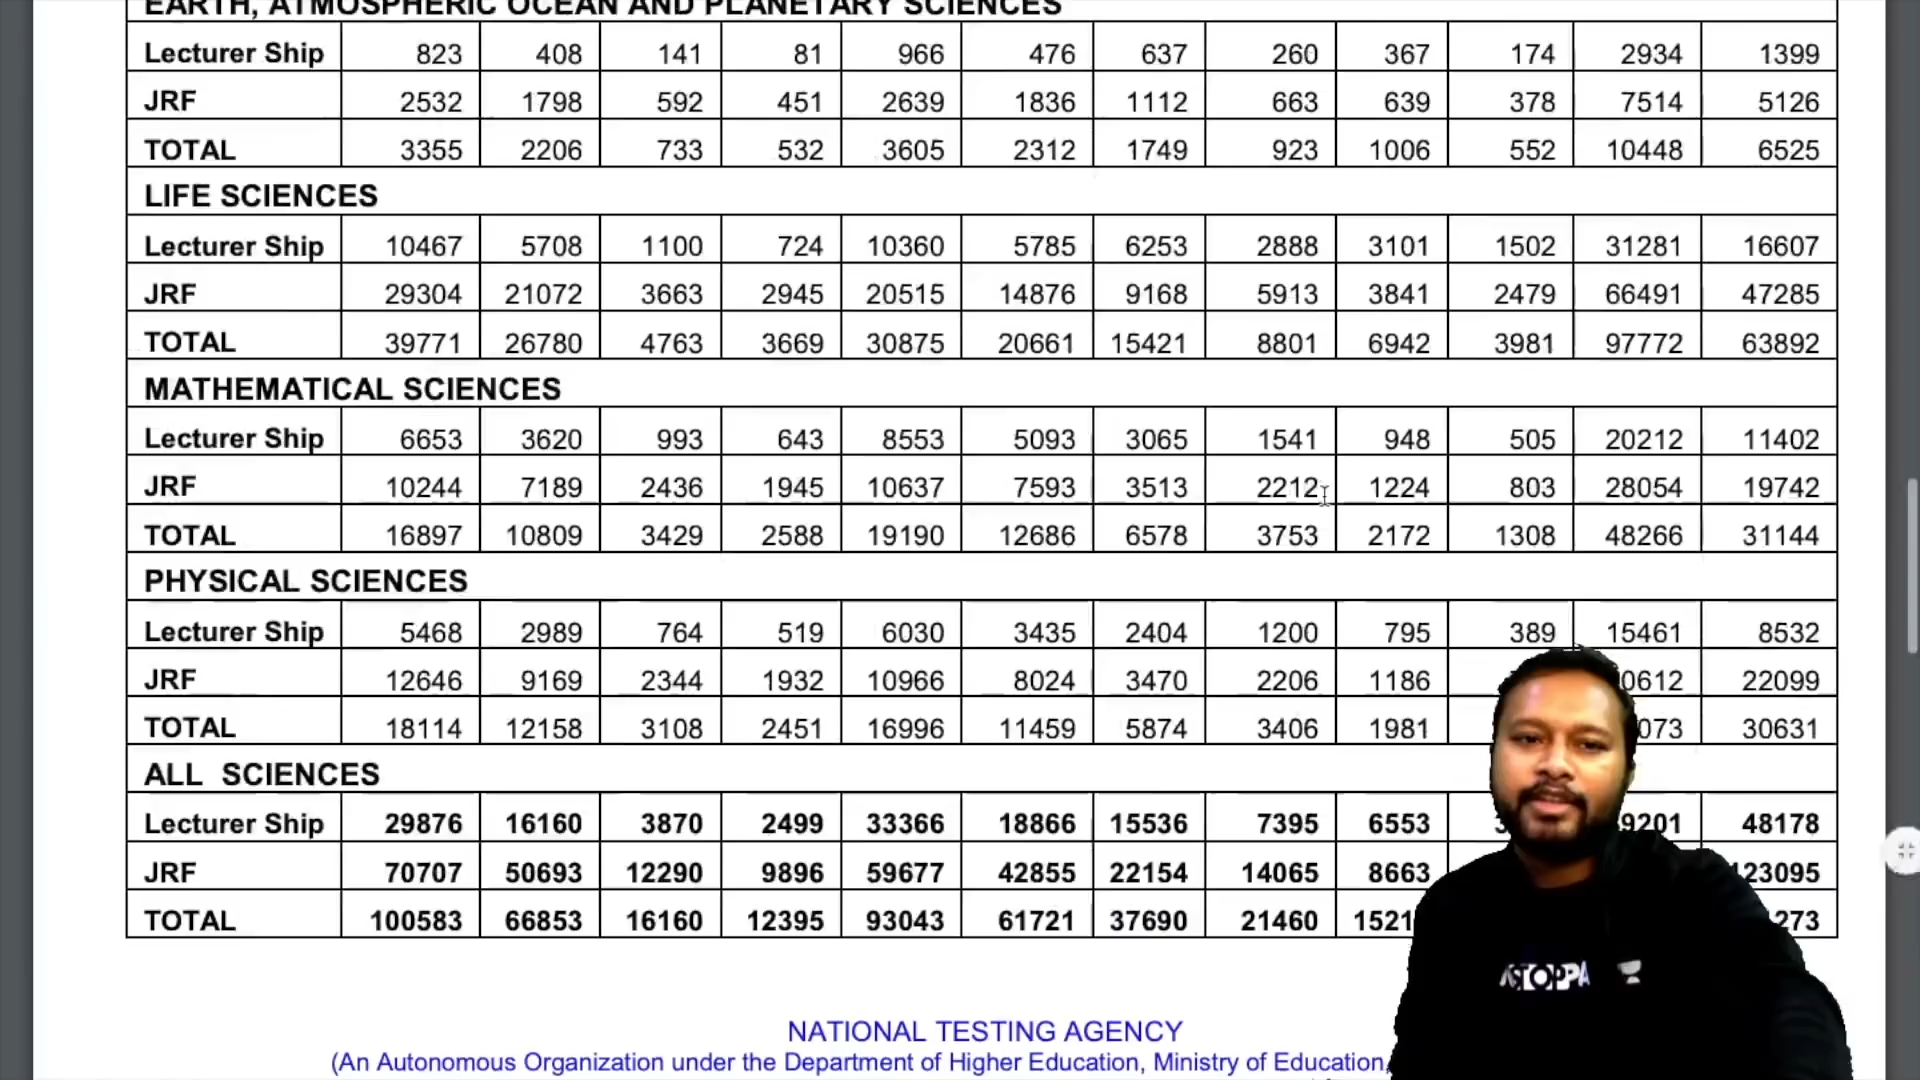 EARTH, ATMOSPHERIC OCEAN AND PLANETARY SCIENCES
Lecturer Ship 823 408 141 81 966 476 637 260 367 174 2934 1399
JRF 2532 1798 592 451 2639 1836 1112 663 639 378 7514 5126
TOTAL 3355 2206 733 532 3605 2312 1749 923 1006 552 10448 6525
LIFE SCIENCES
Lecturer Ship 10467 5708 1100 724 10360 5785 6253 2888 3101 1502 31281 16607
JRF 29304 21072 3663 2945 20515 14876 9168 5913 3841 2479 66491 47285
TOTAL 39771 26780 4763 3669 30875 20661 15421 8801 6942 3981 97772 63892
MATHEMATICAL SCIENCES
Lecturer Ship 6653 3620 993 643 8553 5093 3065 1541 948 505 20212 11402
JRF 10244 7189 2436 1945 10637 7593 3513 2212 1224 803 28054 19742
TOTAL 16897 10809 3429 2588 19190 12686 6578 3753 2172 1308 48266 31144
PHYSICAL SCIENCES
Lecturer Ship 5468 2989 764 519 6030 3435 2404 1200 795 389 15461 8532
JRF 12646 9169 2344 1932 10966 8024 3470 2206 1186 0612 22099
TOTAL 18114 12158 3108 2451 16996 11459 5874 3406 1981 073 30631
ALL SCIENCES
Lecturer Ship 29876 16160 3870 2499 33366 18866 15536 7395 6553 9201 48178
JRF 70707 50693 12290 9896 59677 42855 22154 14065 8663 23095
TOTAL 100583 66853 16160 12395 93043 61721 37690 21460 1521 273
STOPPA
NATIONAL TESTING AGENCY
(An Autonomous Organization under the Department of Higher Education, Ministry of Education,